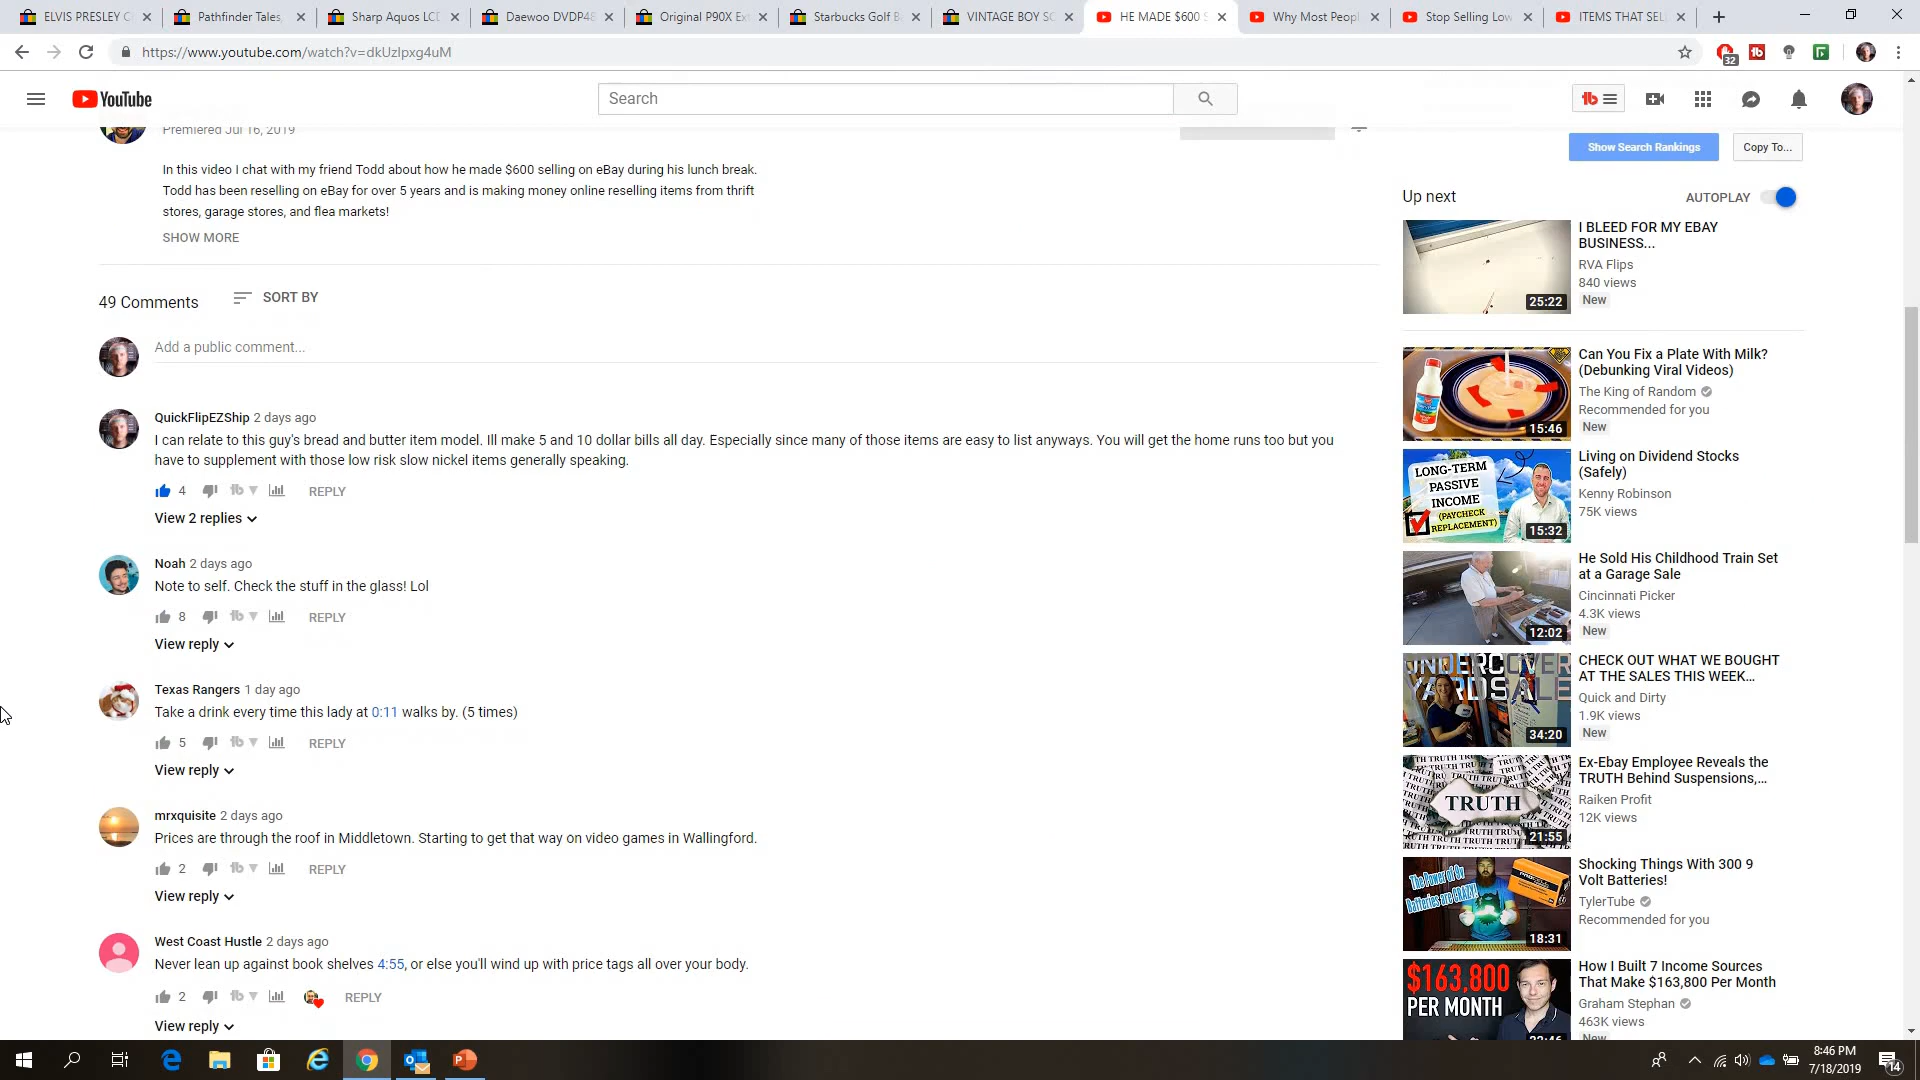 ELVIS PRESLEY C
Pathfinder Tales,
Sharp Aquos LCD
Daewoo DVDP48
Original P90X Ext
Starbucks Golf B
VINTAGE BOY SC
HE MADE $600 S
Why Most Peopl
Stop Selling Low
ITEMS THAT SEL
https://www.youtube.com/watch?v=dkUzlpxg4uM
32
YouTube
Search
Premiered Jul 16, 2019
Show Search Rankings
Copy To...
In this video I chat with my friend Todd about how he made $600 selling on eBay during his lunch break.
Todd has been reselling on eBay for over 5 years and is making money online reselling items from thrift
stores, garage stores, and flea markets!
SHOW MORE
49 Comments
SORT BY
Add a public comment...
QuickFlipEZShip 2 days ago
I can relate to this guy's bread and butter item model. Ill make 5 and 10 dollar bills all day. Especially since many of those items are easy to list anyways. You will get the home runs too but you
have to supplement with those low risk slow nickel items generally speaking.
4
REPLY
View 2 replies
Noah 2 days ago
Note to self. Check the stuff in the glass! Lol
8
REPLY
View reply
Texas Rangers 1 day ago
Take a drink every time this lady at 0:11 walks by. (5 times)
5
REPLY
View reply
mrxquisite 2 days ago
Prices are through the roof in Middletown. Starting to get that way on video games in Wallingford.
2
REPLY
View reply
West Coast Hustle 2 days ago
Never lean up against book shelves 4:55, or else you'll wind up with price tags all over your body.
2
REPLY
View reply
Up next
AUTOPLAY
25:22
I BLEED FOR MY EBAY
BUSINESS...
RVA Flips
840 views
New
15:46
Can You Fix a Plate With Milk?
(Debunking Viral Videos)
The King of Random
Recommended for you
New
LONG-TERM
PASSIVE
INCOME
(PAYCHECK
REPLACEMENT)
15:32
Living on Dividend Stocks
(Safely)
Kenny Robinson
75K views
12:02
He Sold His Childhood Train Set
at a Garage Sale
Cincinnati Picker
4.3K views
New
UNDERCOVER
YARDSALE
34:20
CHECK OUT WHAT WE BOUGHT
AT THE SALES THIS WEEK...
Quick and Dirty
1.9K views
New
TRUTH
21:55
Ex-Ebay Employee Reveals the
TRUTH Behind Suspensions,...
Raiken Profit
12K views
The Power of 9v
Batteries are CRAZY!
18:31
Shocking Things With 300 9
Volt Batteries!
TylerTube
Recommended for you
$163,800
PER MONTH
How I Built 7 Income Sources
That Make $163,800 Per Month
Graham Stephan
463K views
New
8:46 PM
7/18/2019
14